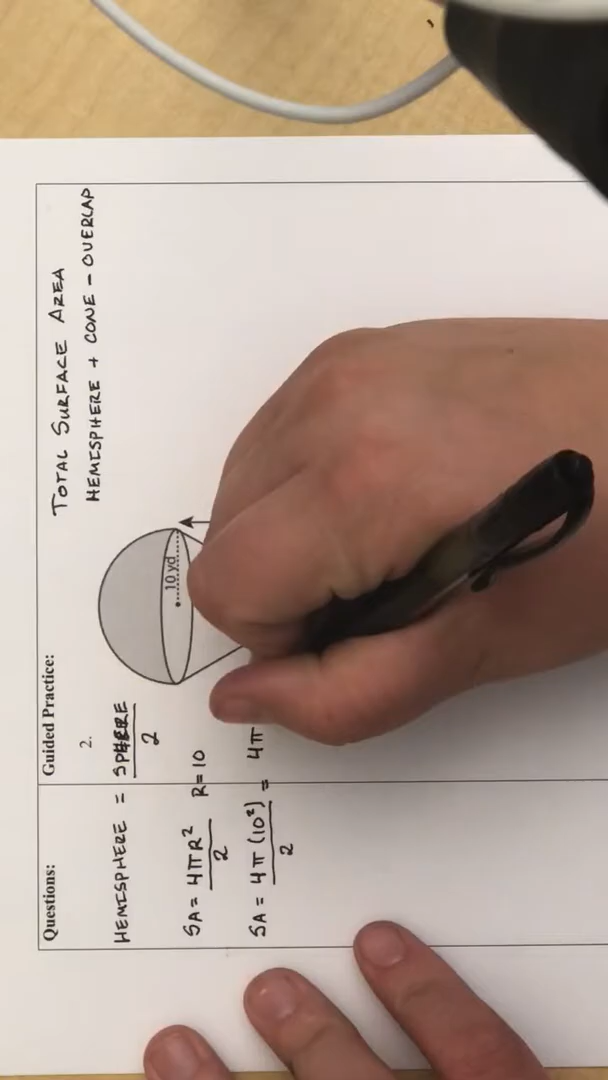 Questions:
Guided Practice:
2.
TOTAL SURFACE AREA
HEMISPHERE + CONE - OVERLAP
HEMISPHERE = SPHERE
2
10 yd
SA = 4πR² R=10
2
SA = 4π(10²) = 4π
2